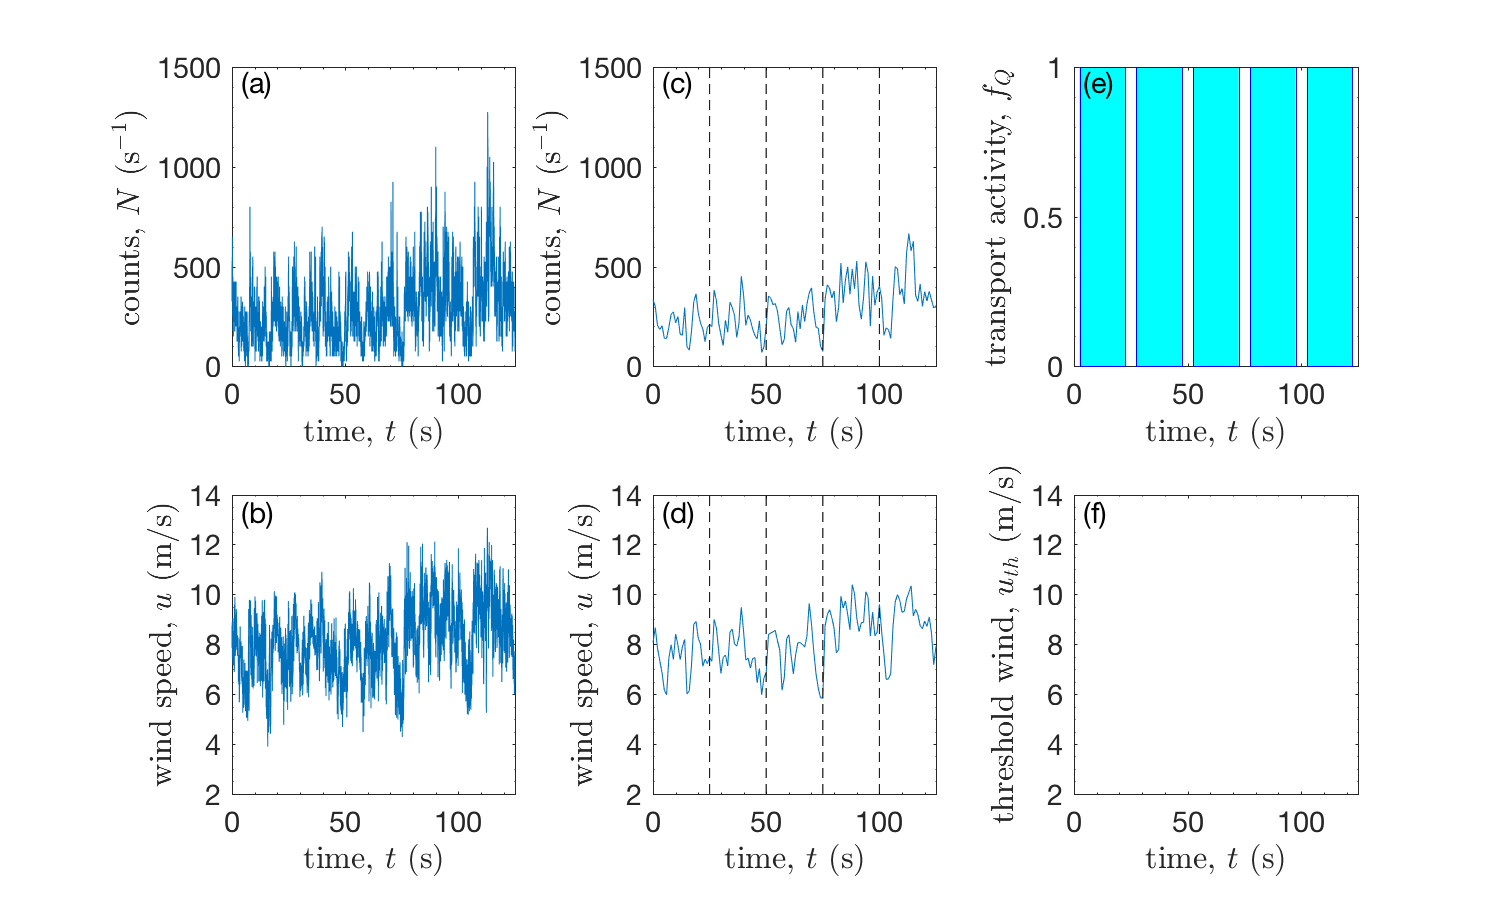 (a)
1500
1000
500
0
counts, N (s⁻¹)
0 50 100
time, t (s)
(c)
1500
1000
500
0
counts, N (s⁻¹)
0 50 100
time, t (s)
(e)
1
0.5
0
transport activity, f_Q
0 50 100
time, t (s)
(b)
14
12
10
8
6
4
2
wind speed, u (m/s)
0 50 100
time, t (s)
(d)
14
12
10
8
6
4
2
wind speed, u (m/s)
0 50 100
time, t (s)
(f)
14
12
10
8
6
4
2
threshold wind, u_th (m/s)
0 50 100
time, t (s)